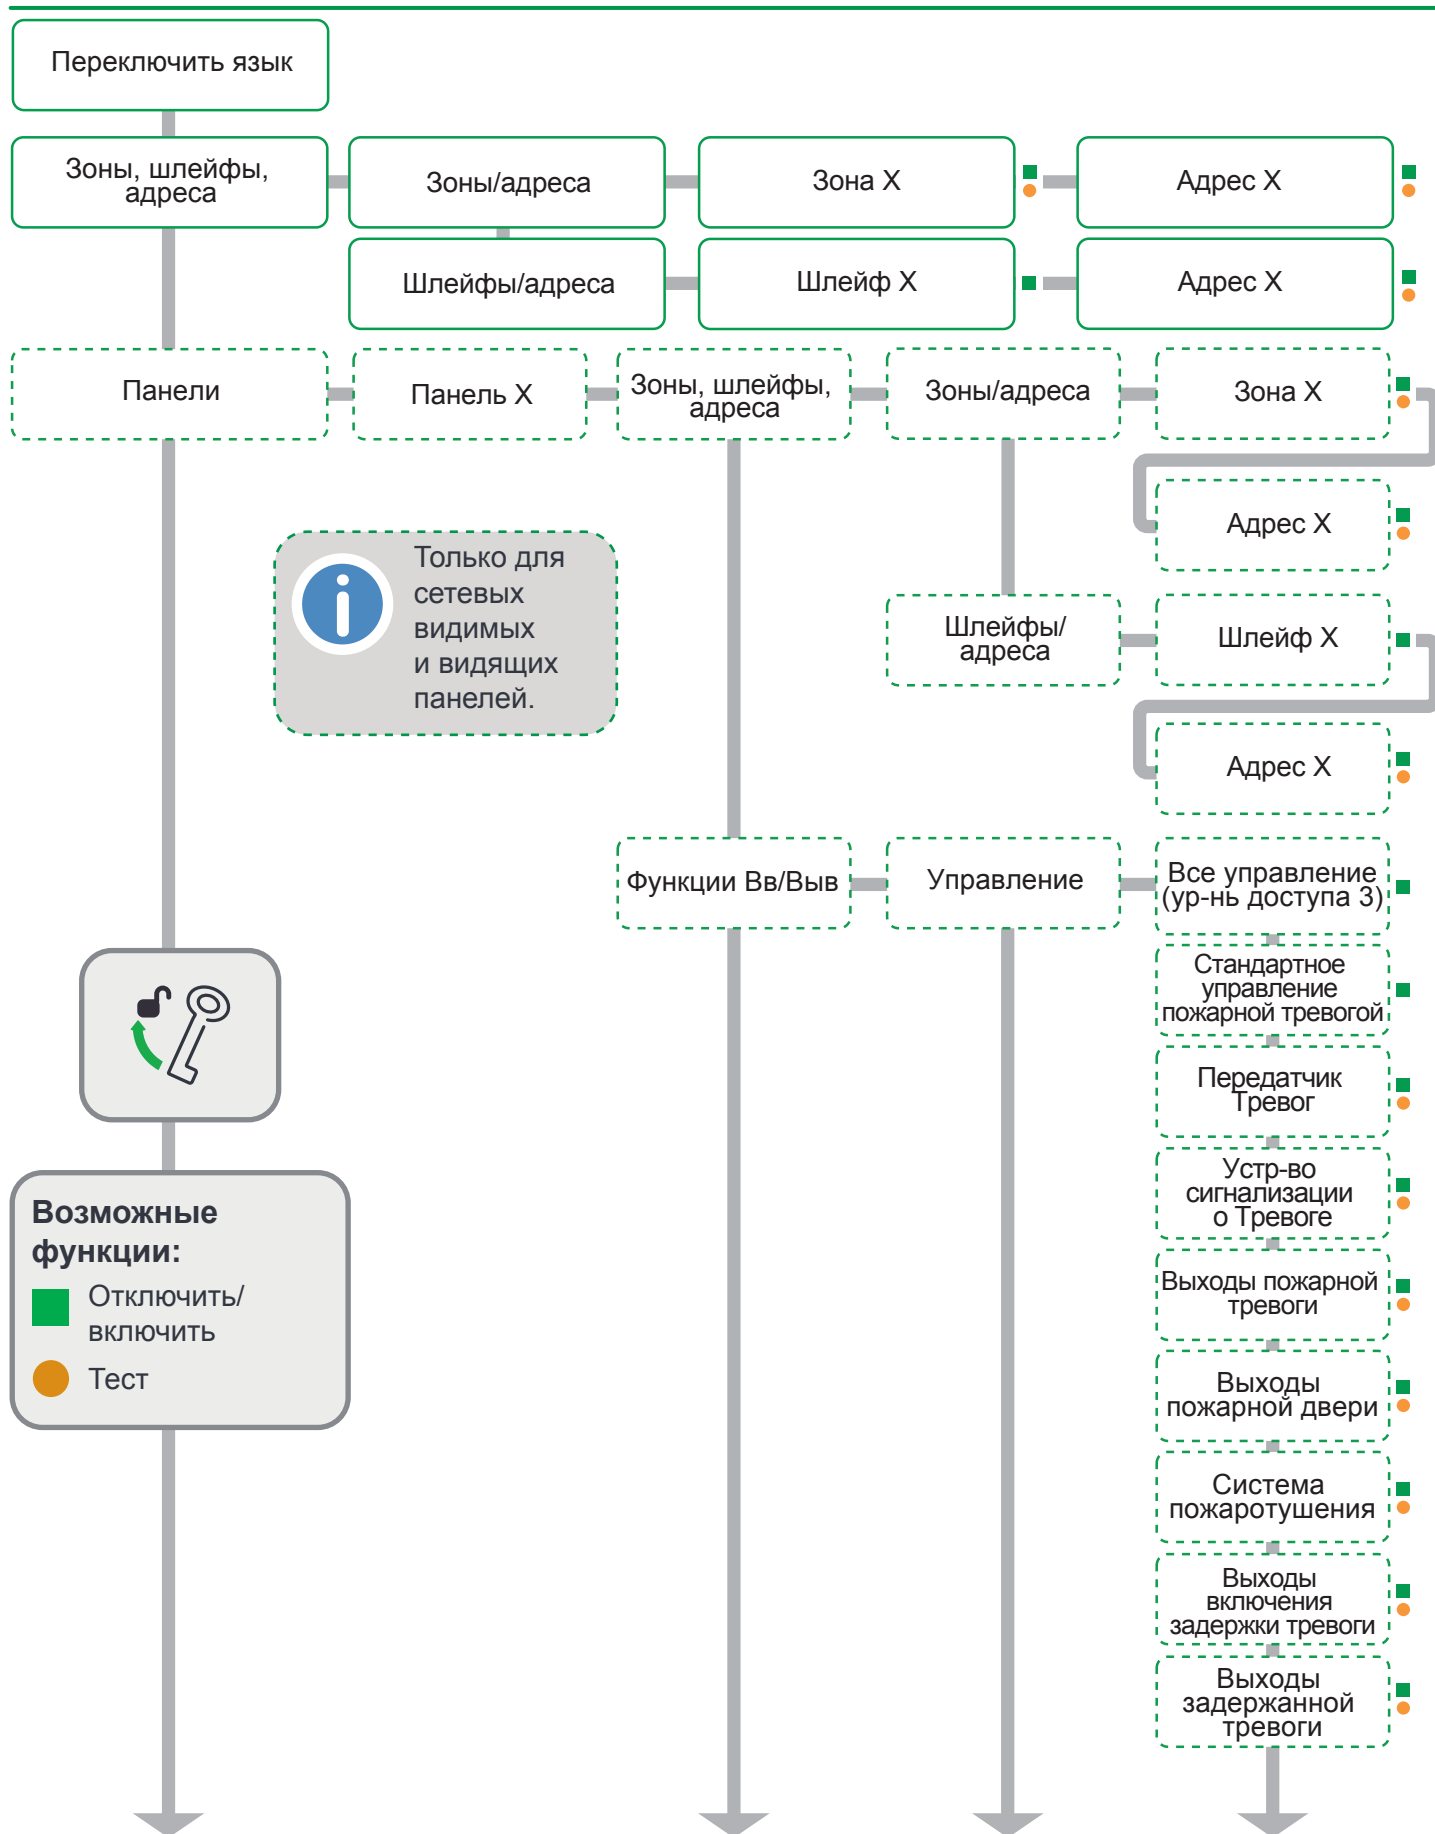 Переключить язык
Зоны, шлейфы,
адреса
Зоны/адреса
Зона X
Адрес X
Шлейфы/адреса
Шлейф X
Адрес X
Панели
Панель X
Зоны, шлейфы,
адреса
Зоны/адреса
Зона X
Адрес X
Только для
сетевых
видимых
и видящих
панелей.
Шлейфы/
адреса
Шлейф X
Адрес X
Функции Вв/Выв
Управление
Все управление
(ур-нь доступа 3)
Стандартное
управление
пожарной тревогой
Передатчик
Тревог
Устр-во
сигнализации
о Тревоге
Возможные
функции:
Отключить/
включить
Тест
Выходы пожарной
тревоги
Выходы
пожарной двери
Система
пожаротушения
Выходы
включения
задержки тревоги
Выходы
задержанной
тревоги